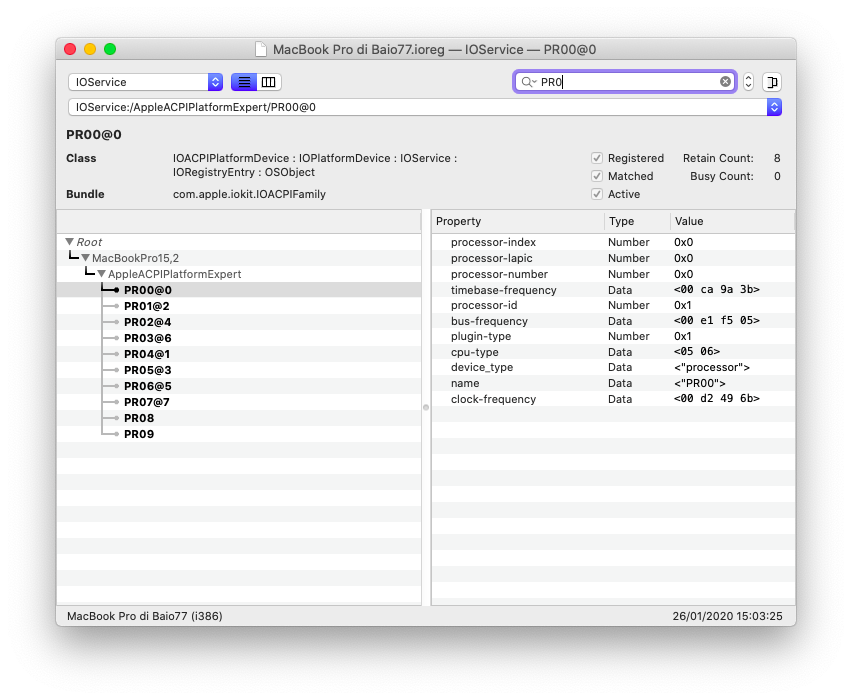 MacBook Pro di Baio77.ioreg — IOService — PR00@0
IOService
PR0
IOService:/AppleACPIPlatformExpert/PR00@0
PR00@0
Class IOACPIPlatformDevice : IOPlatformDevice : IOService :
IORegistryEntry : OSObject
Bundle com.apple.iokit.IOACPIFamily
Registered Retain Count: 8
Matched Busy Count: 0
Active
Root
MacBookPro15,2
AppleACPIPlatformExpert
PR00@0
PR01@2
PR02@4
PR03@6
PR04@1
PR05@3
PR06@5
PR07@7
PR08
PR09
Property Type Value
processor-index Number 0x0
processor-lapic Number 0x0
processor-number Number 0x0
timebase-frequency Data <00 ca 9a 3b>
processor-id Number 0x1
bus-frequency Data <00 e1 f5 05>
plugin-type Number 0x1
cpu-type Data <05 06>
device_type Data <"processor">
name Data <"PR00">
clock-frequency Data <00 d2 49 6b>
MacBook Pro di Baio77 (i386) 26/01/2020 15:03:25